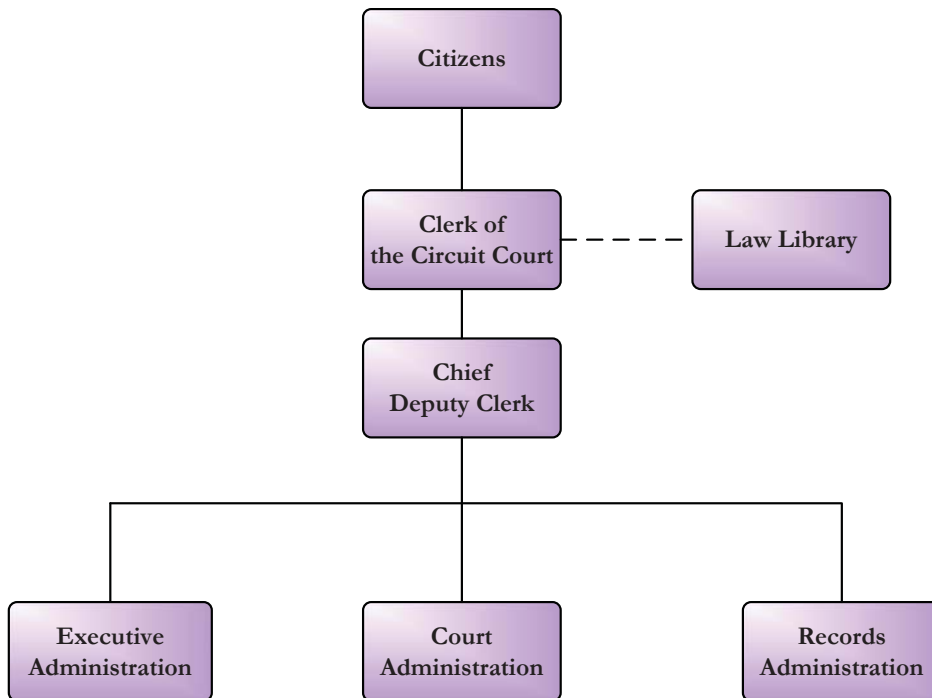 Citizens
Clerk of
the Circuit Court
Law Library
Chief
Deputy Clerk
Executive
Administration
Court
Administration
Records
Administration